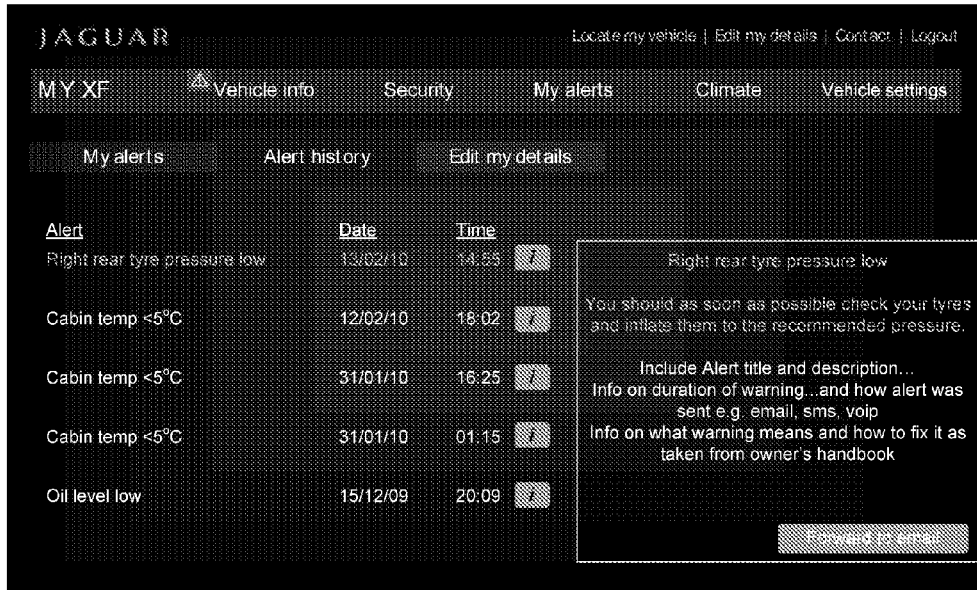 JAGUAR
Locate my vehicle | Edit my details | Contact | Logout
MY XF Vehicle info Security My alerts Climate Vehicle settings
My alerts Alert history Edit my details
Alert Date Time
Right rear tyre pressure low 13/02/10 14:55 i
Cabin temp <5°C 12/02/10 18:02 i
Cabin temp <5°C 31/01/10 16:25 i
Cabin temp <5°C 31/01/10 01:15 i
Oil level low 15/12/09 20:09 i
Right rear tyre pressure low
You should as soon as possible check your tyres
and inflate them to the recommended pressure.
Include Alert title and description...
Info on duration of warning...and how alert was
sent e.g. email, sms, voip
Info on what warning means and how to fix it as
taken from owner's handbook
Forward to email